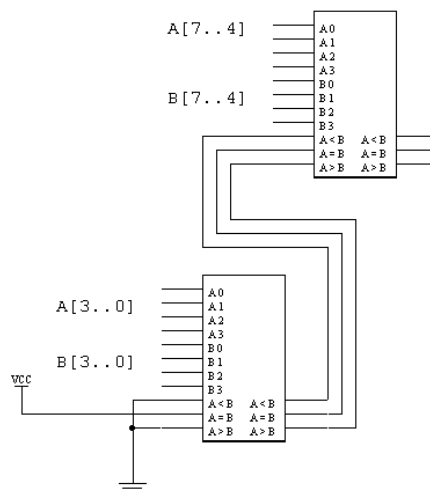 A[7..4]
B[7..4]
A0
A1
A2
A3
B0
B1
B2
B3
A<B A<B
A=B A=B
A>B A>B
A[3..0]
B[3..0]
VCC
A0
A1
A2
A3
B0
B1
B2
B3
A<B A<B
A=B A=B
A>B A>B